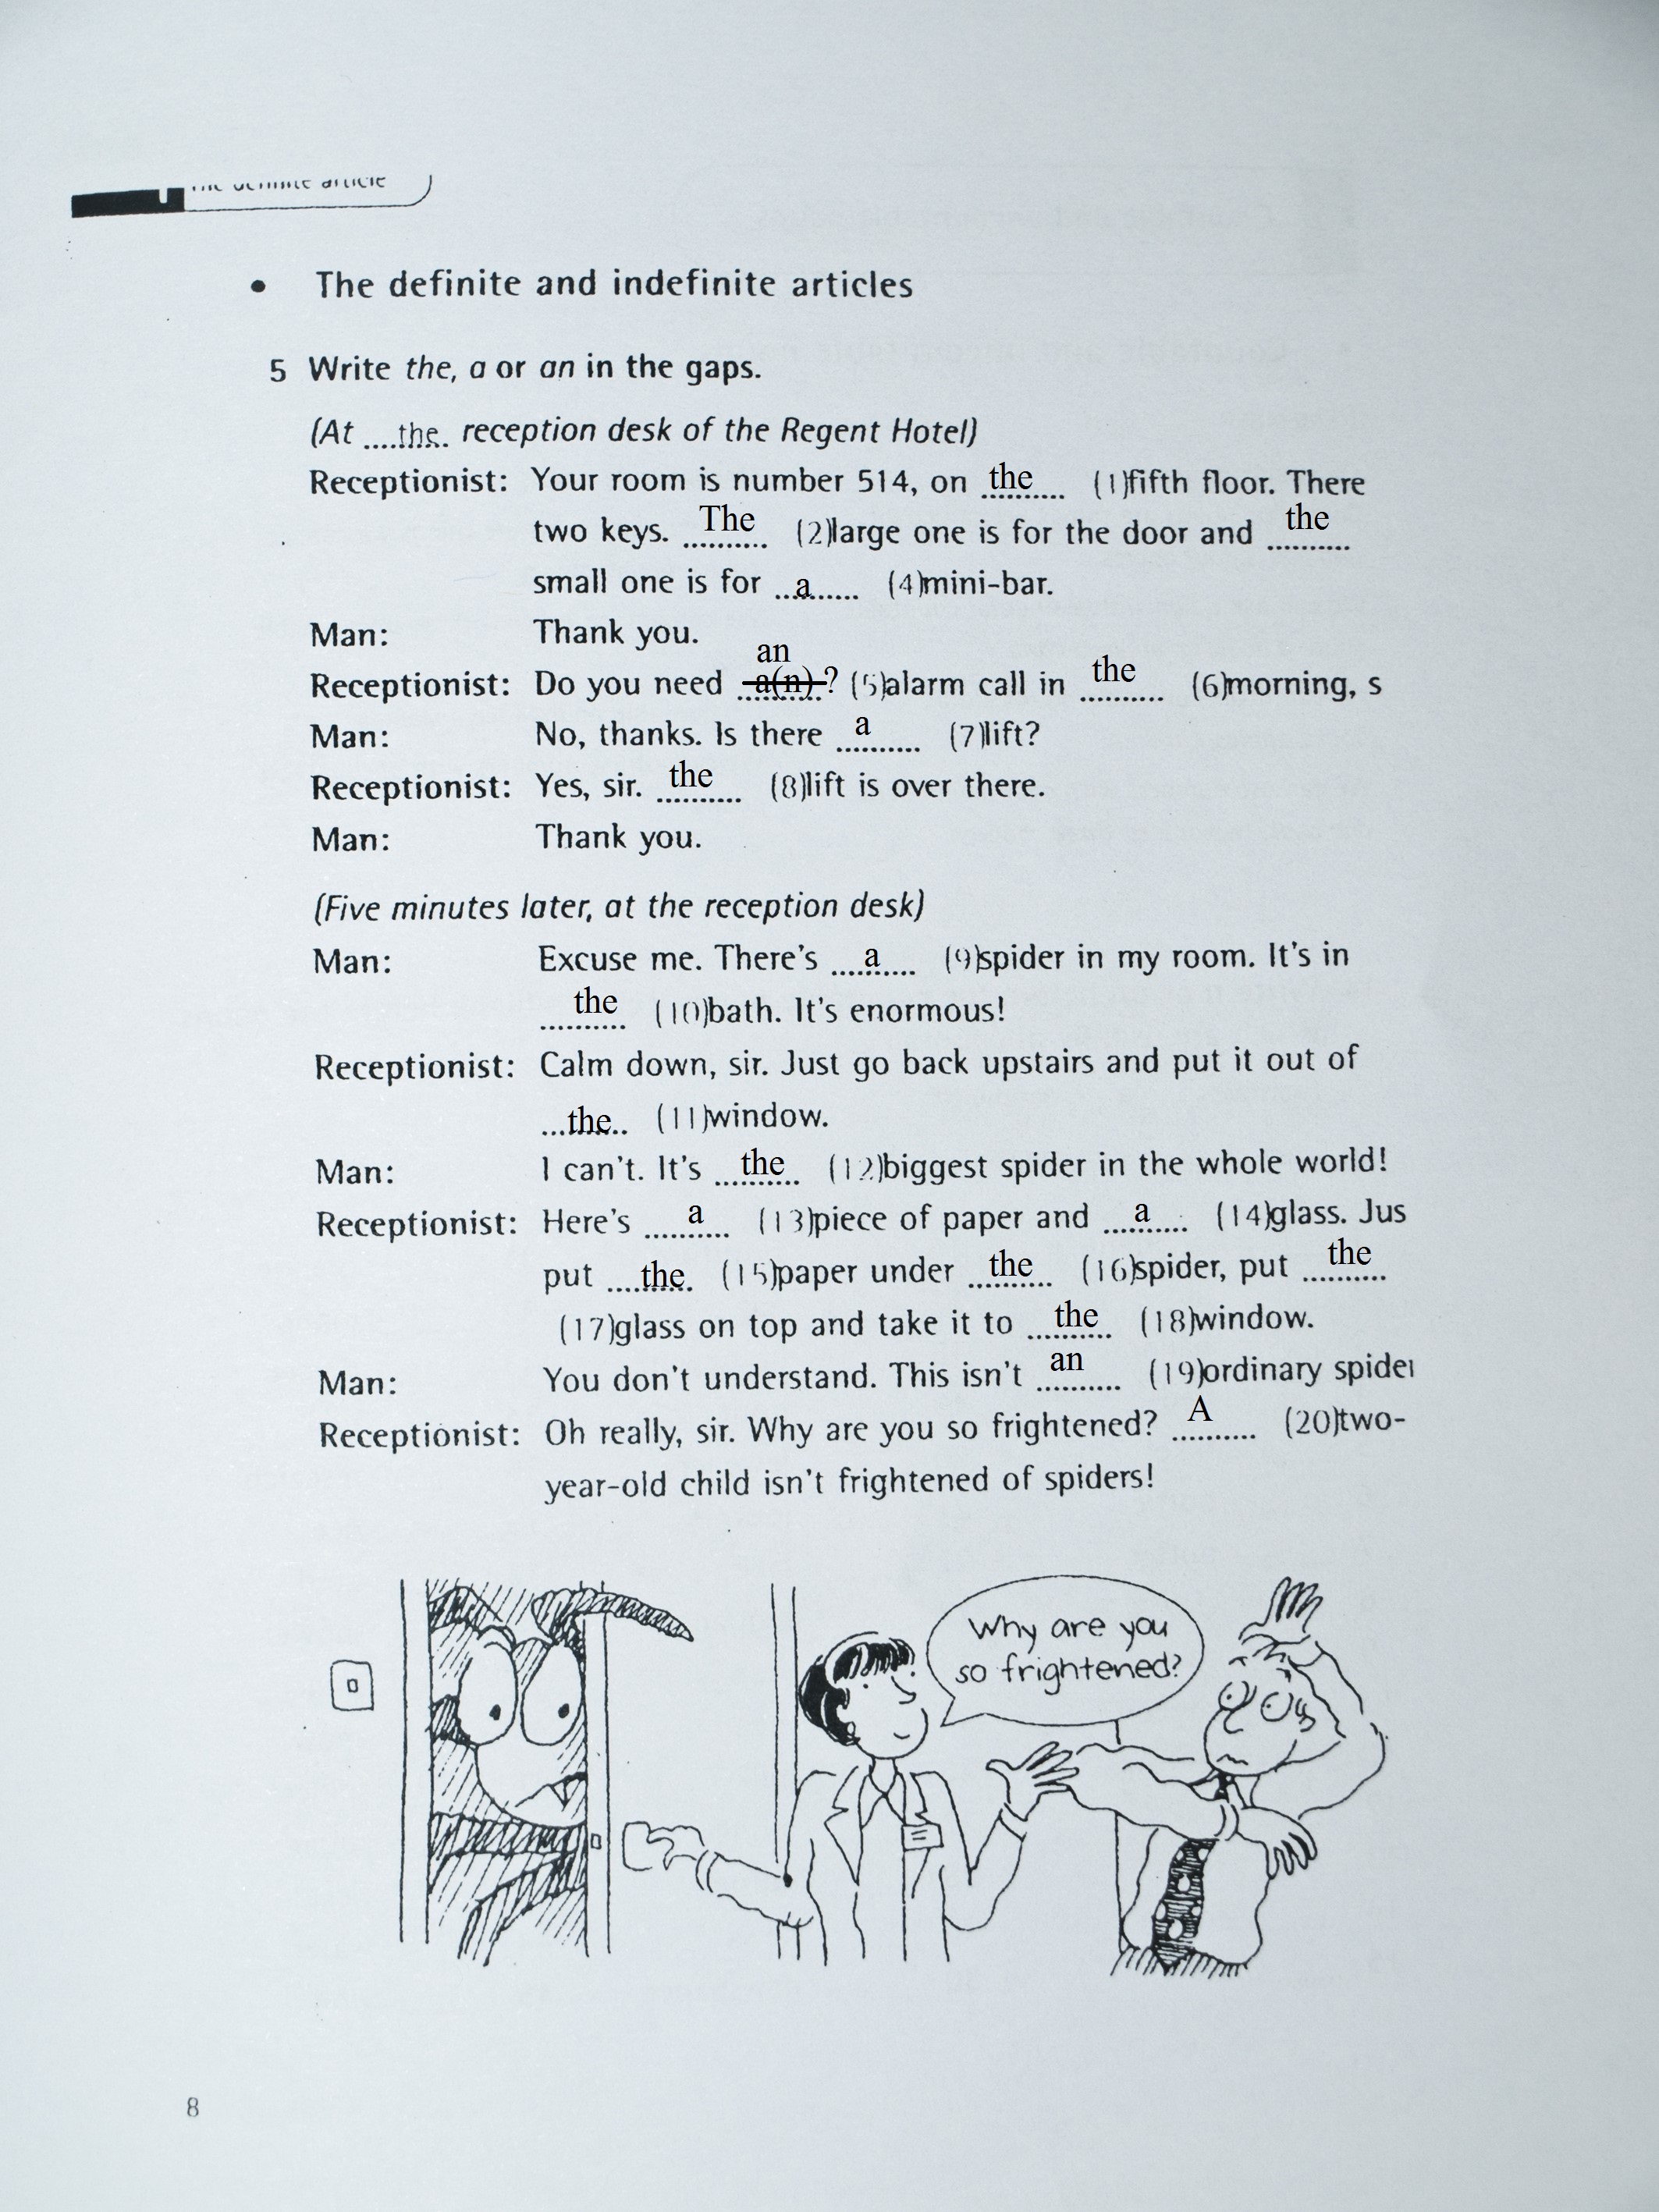 The definite article
• The definite and indefinite articles
5 Write the, a or an in the gaps.
(At ....the. reception desk of the Regent Hotel)
Receptionist: Your room is number 514, on the (1)fifth floor. There
two keys. The (2)large one is for the door and the
small one is for a (4)mini-bar.
Man: Thank you.
an
Receptionist: Do you need a(n)? (5)alarm call in the (6)morning, s
Man: No, thanks. Is there a (7)lift?
Receptionist: Yes, sir. the (8)lift is over there.
Man: Thank you.
(Five minutes later, at the reception desk)
Man: Excuse me. There's a (9)spider in my room. It's in
the (10)bath. It's enormous!
Receptionist: Calm down, sir. Just go back upstairs and put it out of
the (11)window.
Man: I can't. It's the (12)biggest spider in the whole world!
Receptionist: Here's a (13)piece of paper and a (14)glass. Jus
put the (15)paper under the (16)spider, put the
(17)glass on top and take it to the (18)window.
Man: You don't understand. This isn't an (19)ordinary spider
Receptionist: Oh really, sir. Why are you so frightened? A (20)two-
year-old child isn't frightened of spiders!
Why are you
so frightened?
8